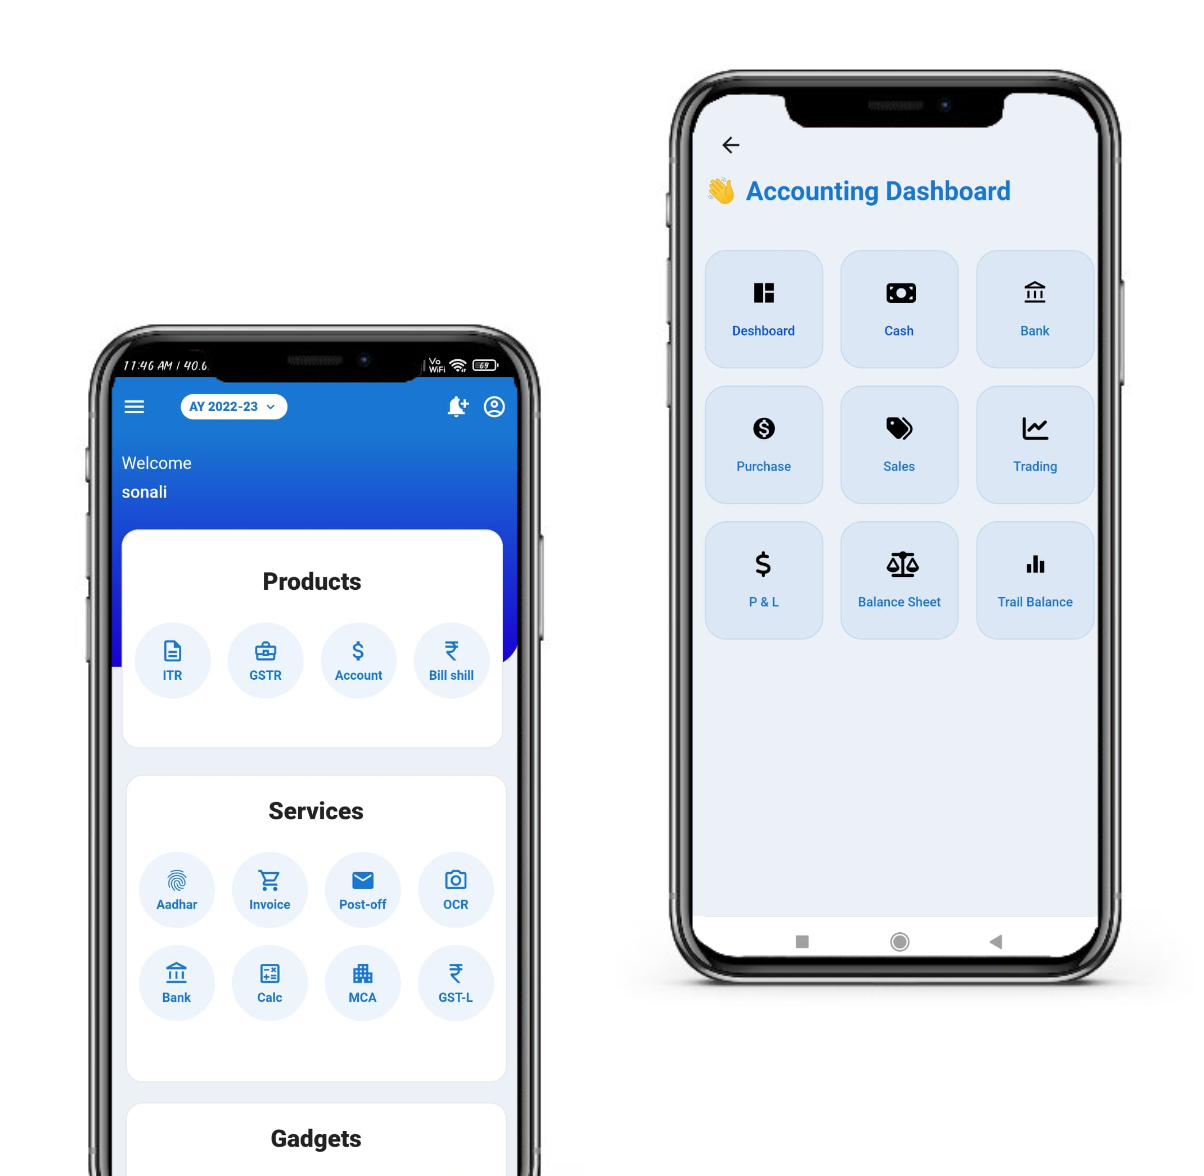 11:46 AM / 40.6
Vo
WiFi
69
AY 2022-23
Welcome
sonali
Products
ITR GSTR Account Bill shill
Services
Aadhar Invoice Post-off OCR
Bank Calc MCA GST-L
Gadgets
Accounting Dashboard
Deshboard Cash Bank
Purchase Sales Trading
P & L Balance Sheet Trail Balance